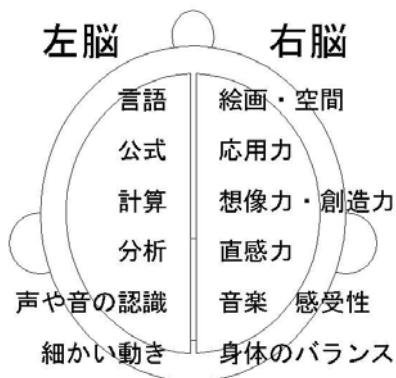 左脳
右脳
言語
絵画・空間
公式
応用力
計算
想像力・創造力
分析
直感力
声や音の認識
音楽　感受性
細かい動き
身体のバランス